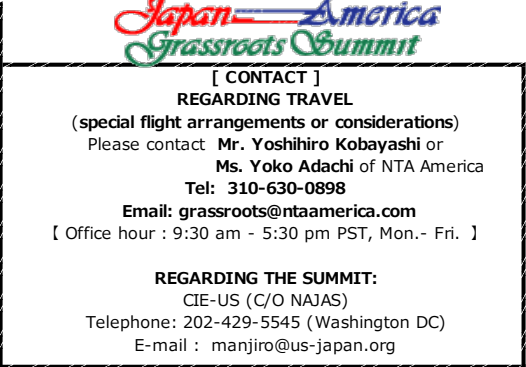 Japan-America
Grassroots Summit
[ CONTACT ]
REGARDING TRAVEL
(special flight arrangements or considerations)
Please contact Mr. Yoshihiro Kobayashi or
Ms. Yoko Adachi of NTA America
Tel: 310-630-0898
Email: grassroots@ntaamerica.com
【 Office hour : 9:30 am - 5:30 pm PST, Mon.- Fri. 】
REGARDING THE SUMMIT:
CIE-US (C/O NAJAS)
Telephone: 202-429-5545 (Washington DC)
E-mail : manjiro@us-japan.org